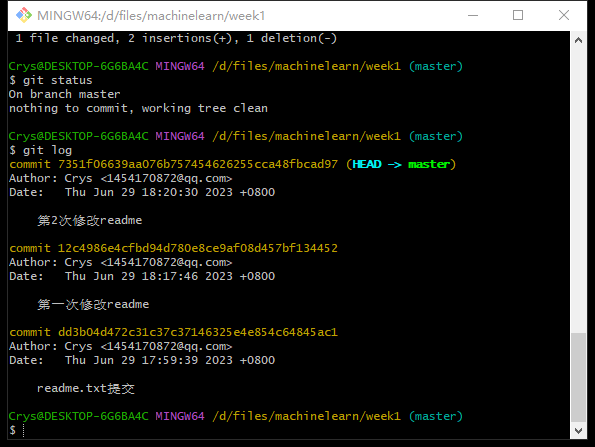 MINGW64:/d/files/machinelearn/week1
1 file changed, 2 insertions(+), 1 deletion(-)
Crys@DESKTOP-6G6BA4C MINGW64 /d/files/machinelearn/week1 (master)
$ git status
On branch master
nothing to commit, working tree clean
Crys@DESKTOP-6G6BA4C MINGW64 /d/files/machinelearn/week1 (master)
$ git log
commit 7351f06639aa076b757454626255cca48fbcad97 (HEAD -> master)
Author: Crys <1454170872@qq.com>
Date:   Thu Jun 29 18:20:30 2023 +0800
第2次修改readme
commit 12c4986e4cfbd94d780e8ce9af08d457bf134452
Author: Crys <1454170872@qq.com>
Date:   Thu Jun 29 18:17:46 2023 +0800
第一次修改readme
commit dd3b04d472c31c37c37146325e4e854c64845ac1
Author: Crys <1454170872@qq.com>
Date:   Thu Jun 29 17:59:39 2023 +0800
readme.txt提交
Crys@DESKTOP-6G6BA4C MINGW64 /d/files/machinelearn/week1 (master)
$